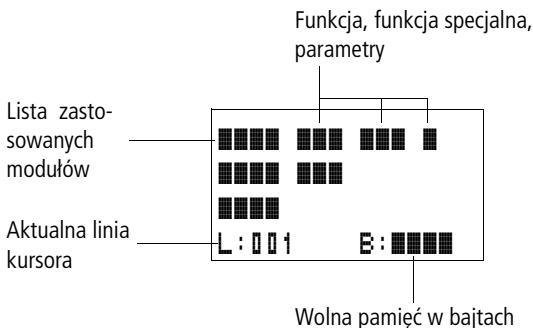 Funkcja, funkcja specjalna,
parametry
Lista zasto-
sowanych
modułów
Aktualna linia
kursora
L:001 B:
Wolna pamięć w bajtach